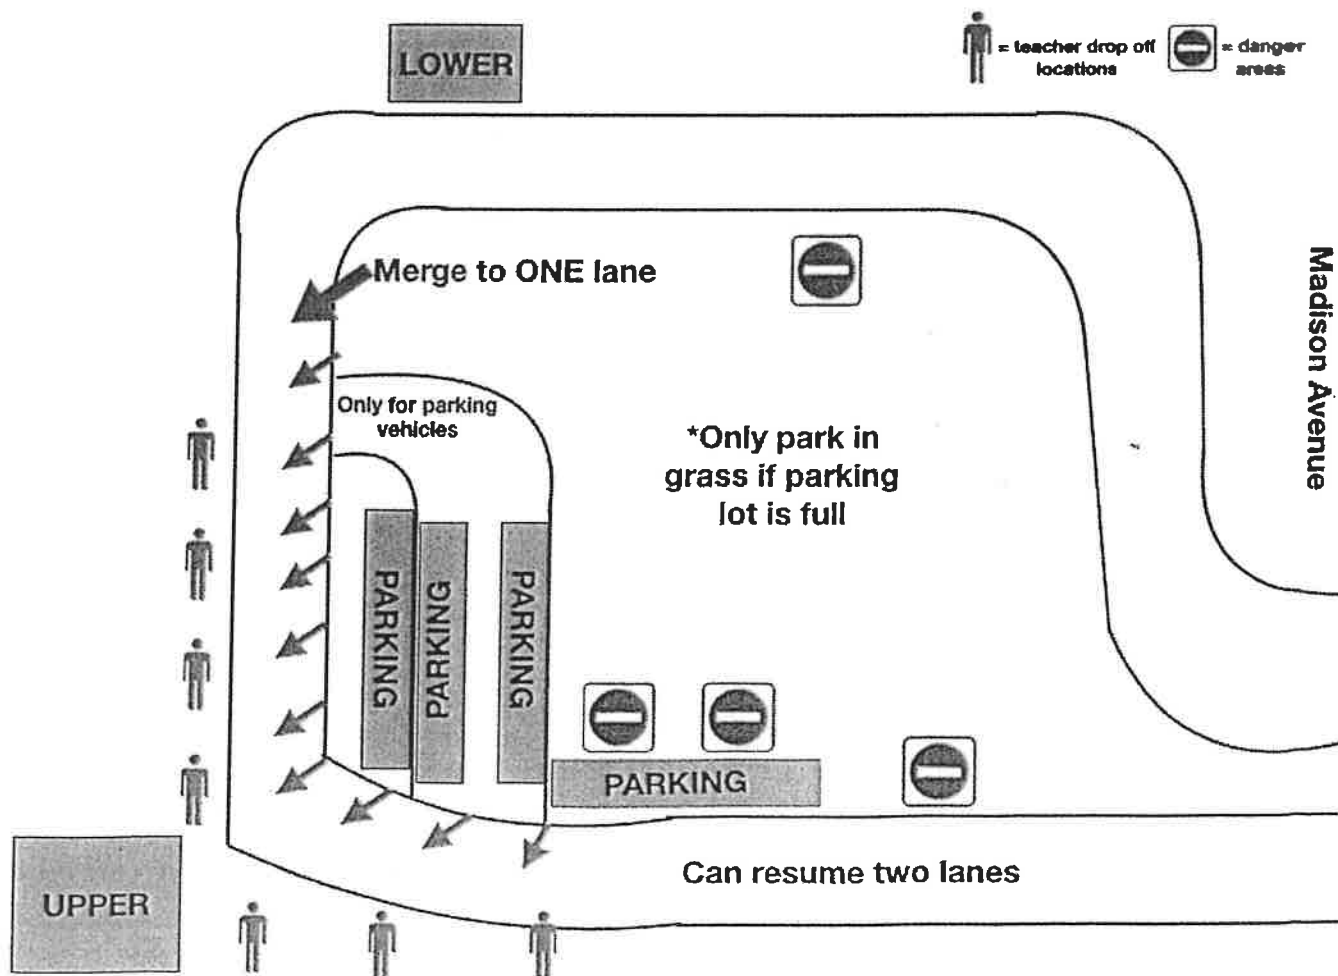 LOWER
= teacher drop off
locations
= danger
areas
Merge to ONE lane
Madison Avenue
Only for parking
vehicles
*Only park in
grass if parking
lot is full
PARKING
PARKING
PARKING
PARKING
Can resume two lanes
UPPER